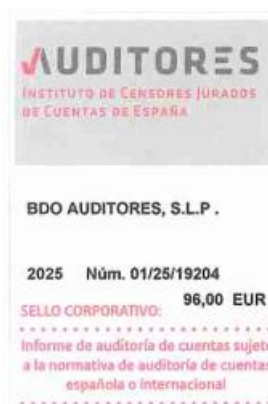 AUDITORES
INSTITUTO DE CENSORES JURADOS
DE CUENTAS DE ESPAÑA
BDO AUDITORES, S.L.P .
2025 Núm. 01/25/19204
96,00 EUR
SELLO CORPORATIVO:
Informe de auditoría de cuentas sujeto
a la normativa de auditoría de cuentas
española o internacional